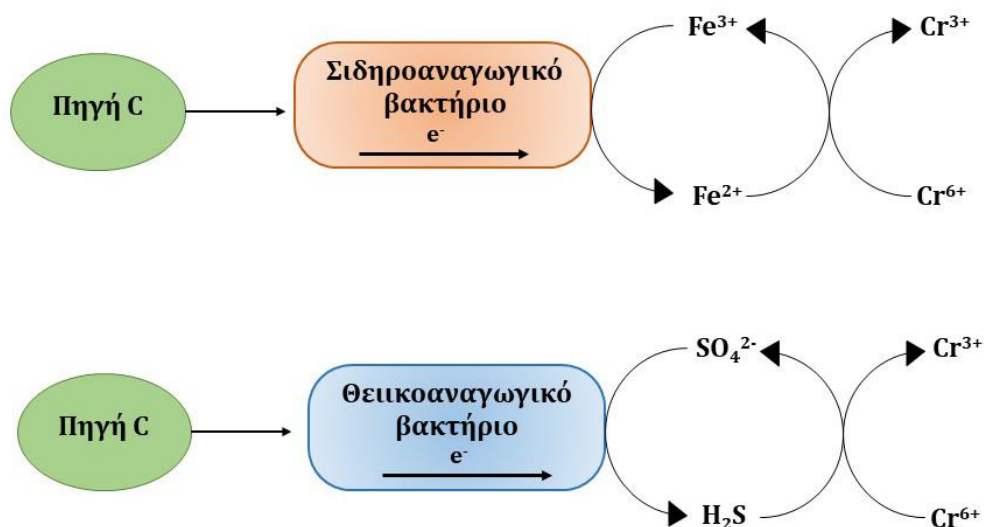 Fe³⁺
Cr³⁺
Πηγή C
Σιδηροαναγωγικό
βακτήριο
e⁻
Fe²⁺
Cr⁶⁺
SO₄²⁻
Cr³⁺
Πηγή C
Θειικοαναγωγικό
βακτήριο
e⁻
H₂S
Cr⁶⁺